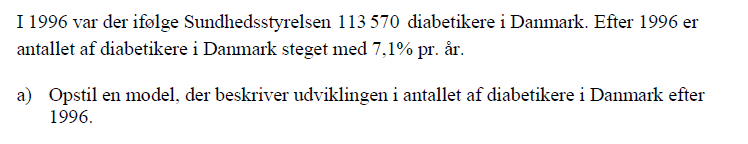 I 1996 var der ifølge Sundhedsstyrelsen 113 570 diabetikere i Danmark. Efter 1996 er
antallet af diabetikere i Danmark steget med 7,1% pr. år.
a) Opstil en model, der beskriver udviklingen i antallet af diabetikere i Danmark efter
1996.